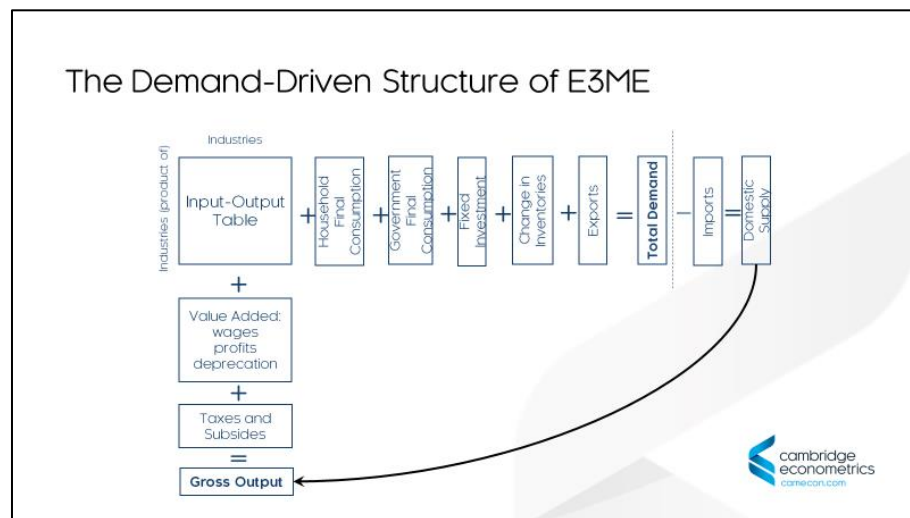 The Demand-Driven Structure of E3ME
Industries
Industries (product of)
Input-Output
Table
+
Household
Final
Consumption
+
Government
Final
Consumption
+
Fixed
Investment
+
Change in
Inventories
+
Exports
=
Total Demand
−
Imports
=
Domestic
Supply
+
Value Added:
wages
profits
deprecation
+
Taxes and
Subsides
=
Gross Output
cambridge
econometrics
camecon.com